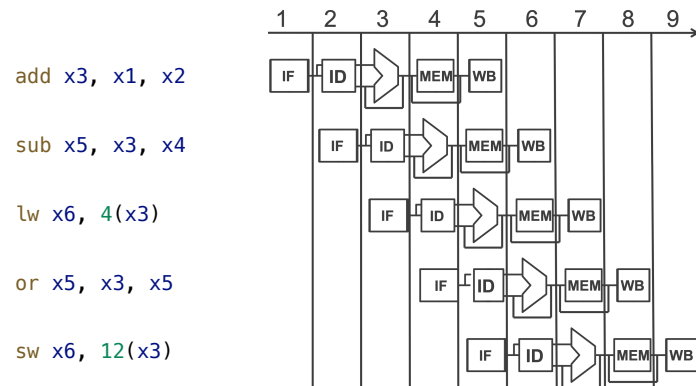 1 2 3 4 5 6 7 8 9
add x3, x1, x2 IF ID MEM WB
sub x5, x3, x4 IF ID MEM WB
lw x6, 4(x3) IF ID MEM WB
or x5, x3, x5 IF ID MEM WB
sw x6, 12(x3) IF ID MEM WB